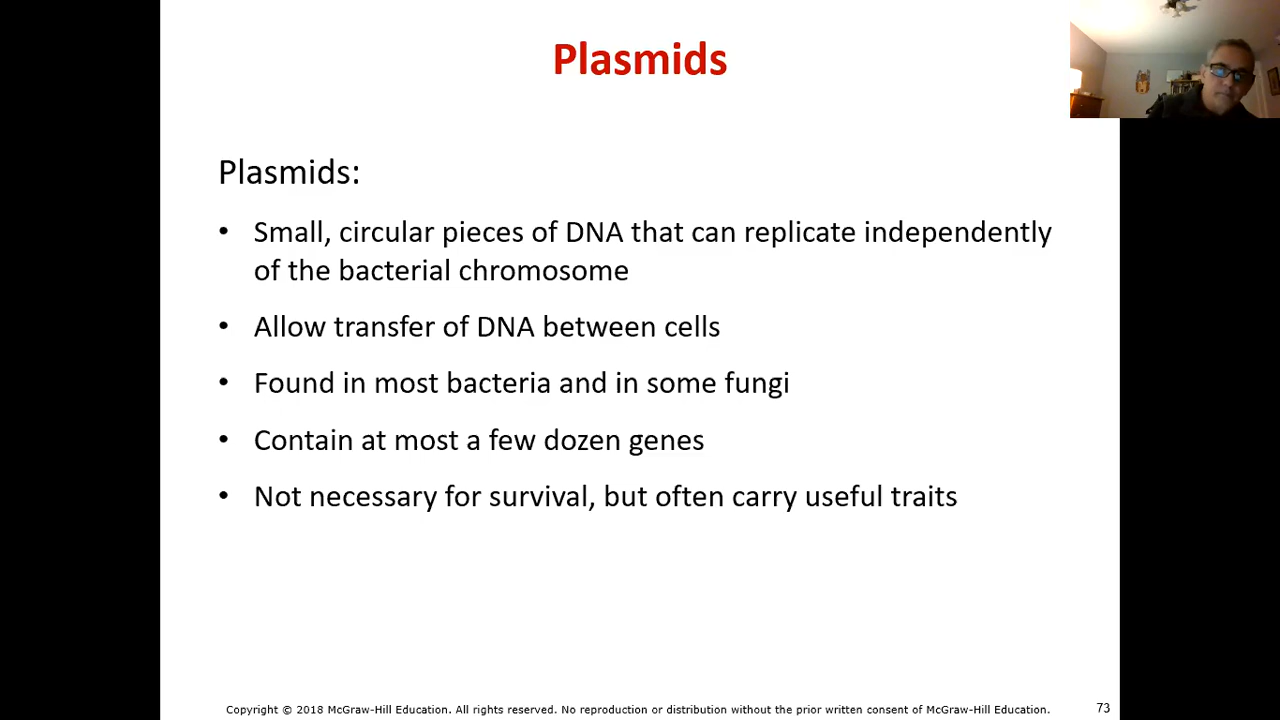 Plasmids
Plasmids:
• Small, circular pieces of DNA that can replicate independently
of the bacterial chromosome
• Allow transfer of DNA between cells
• Found in most bacteria and in some fungi
• Contain at most a few dozen genes
• Not necessary for survival, but often carry useful traits
Copyright © 2018 McGraw-Hill Education. All rights reserved. No reproduction or distribution without the prior written consent of McGraw-Hill Education.
73